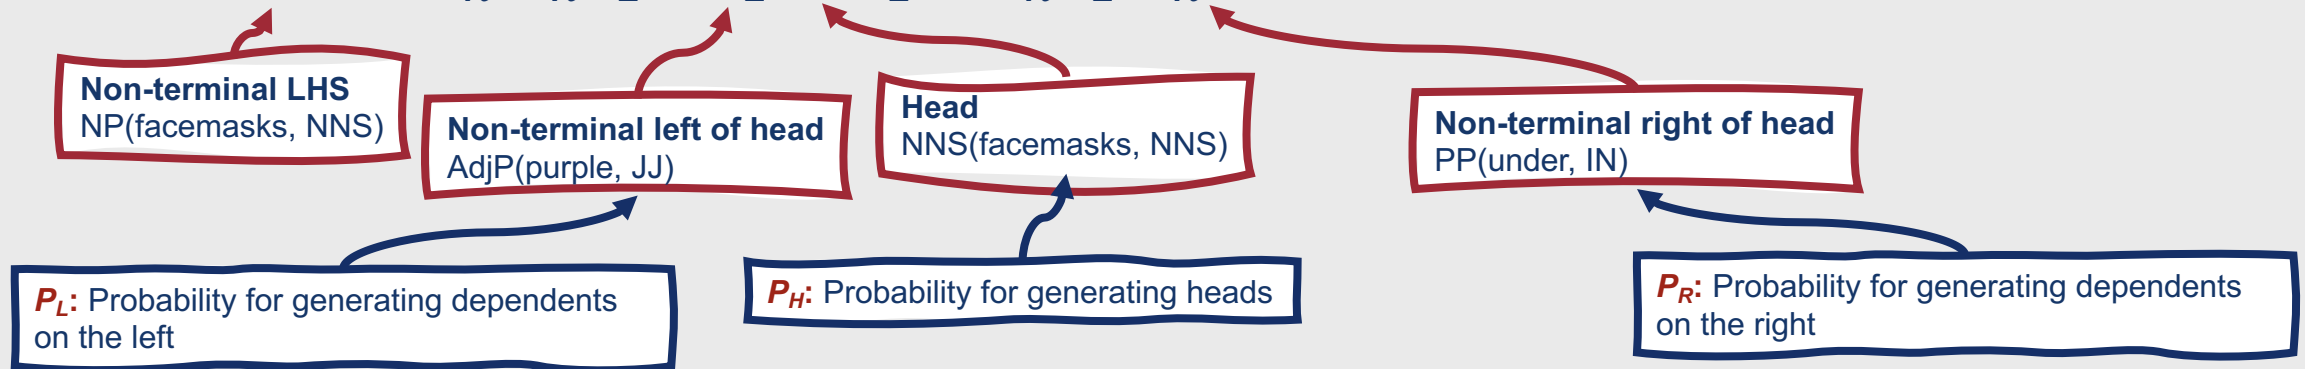 Non-terminal LHS
NP(facemasks, NNS)
Non-terminal left of head
AdjP(purple, JJ)
Head
NNS(facemasks, NNS)
Non-terminal right of head
PP(under, IN)
PL: Probability for generating dependents
on the left
PH: Probability for generating heads
PR: Probability for generating dependents
on the right